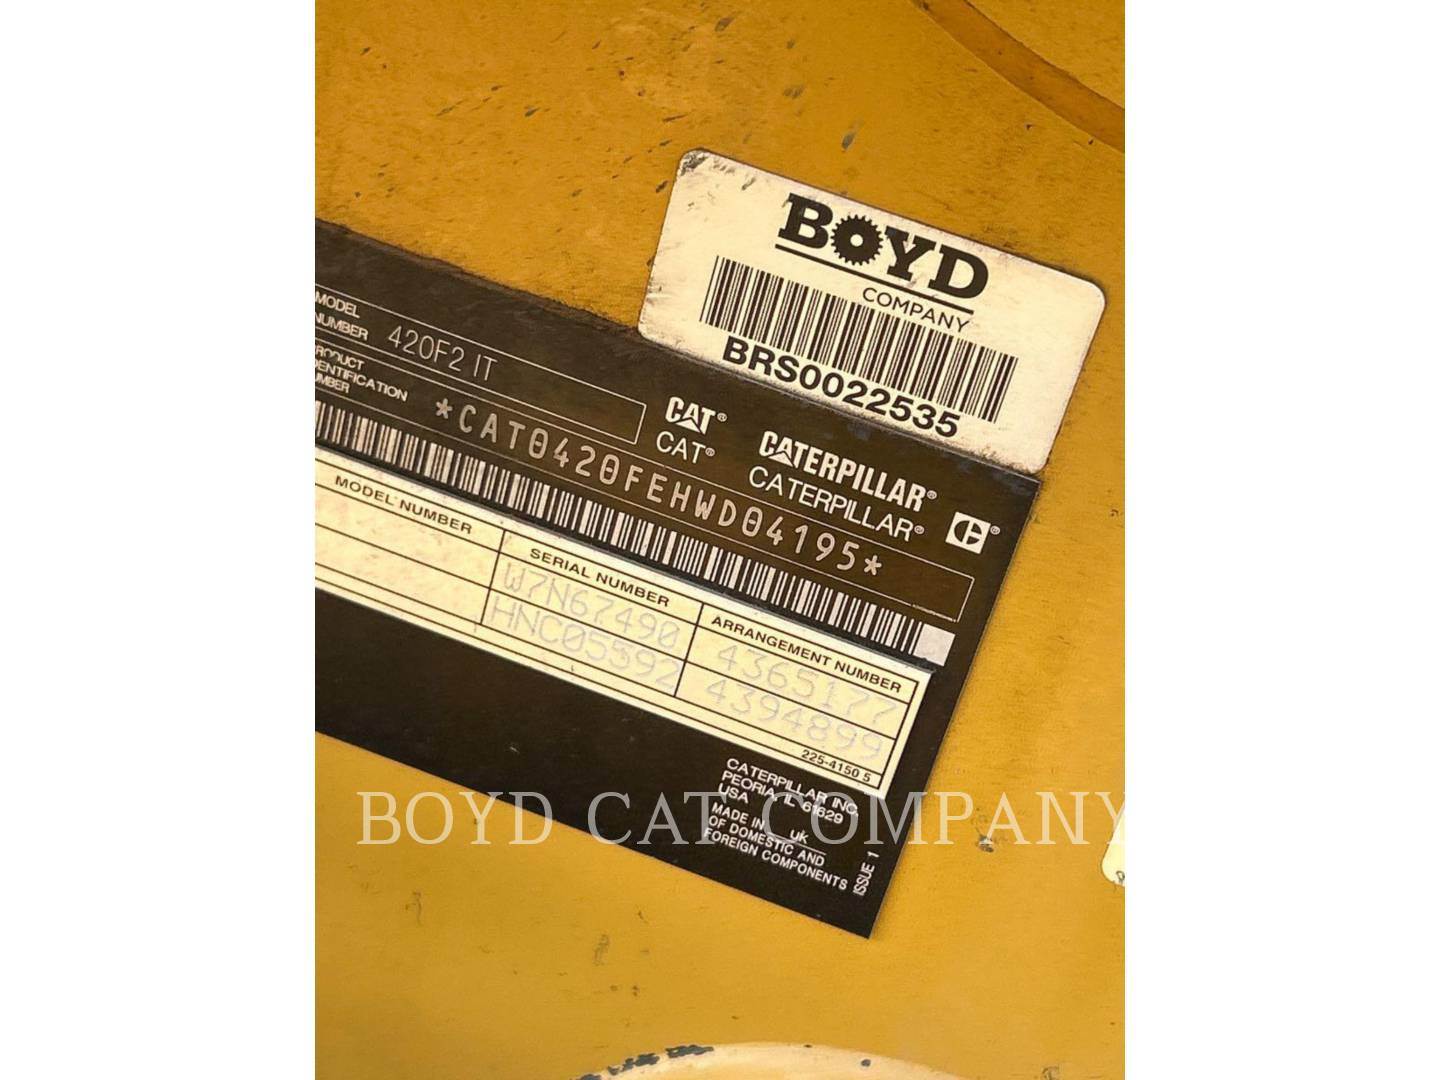 BOYD
COMPANY
BRS0022535
MODEL
NUMBER 420F2 IT
PRODUCT
IDENTIFICATION
NUMBER
*CAT0420FEHWD04195*
CAT®
CAT®
CATERPILLAR®
CATERPILLAR®
MODEL NUMBER
SERIAL NUMBER
ARRANGEMENT NUMBER
W7N67490 4365177
HNC05592 4394899
225-4150 5
CATERPILLAR INC.
PEORIA, IL 61629
USA
MADE IN UK
OF DOMESTIC AND
FOREIGN COMPONENTS
ISSUE 1
BOYD CAT COMPANY